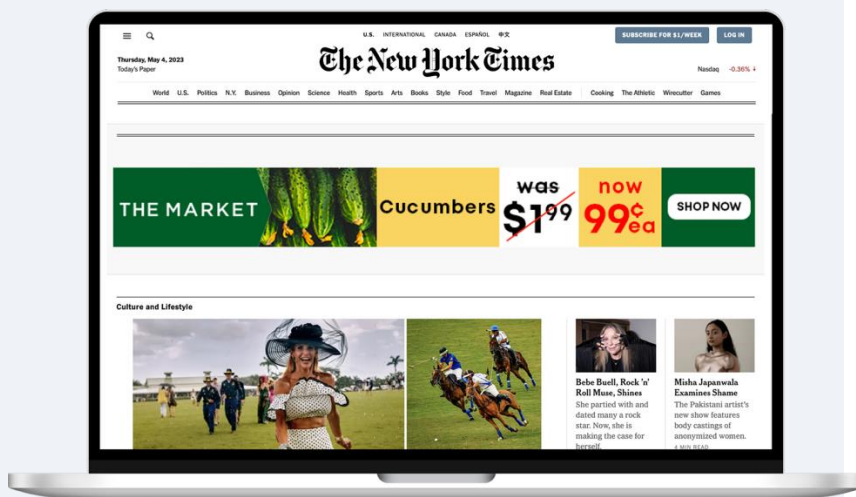 U.S. INTERNATIONAL CANADA ESPAÑOL 中文
SUBSCRIBE FOR $1/WEEK LOG IN
Thursday, May 4, 2023
Today's Paper
The New York Times
Nasdaq -0.36% ↓
World U.S. Politics N.Y. Business Opinion Science Health Sports Arts Books Style Food Travel Magazine Real Estate Cooking The Athletic Wirecutter Games
THE MARKET
Cucumbers
was
$1.99
now
99¢
ea
SHOP NOW
Culture and Lifestyle
Bebe Buell, Rock 'n'
Roll Muse, Shines
She partied with and
dated many a rock
star. Now, she is
making the case for
herself.
Misha Japanwala
Examines Shame
The Pakistani artist's
new show features
body castings of
anonymized women.
4 MIN READ